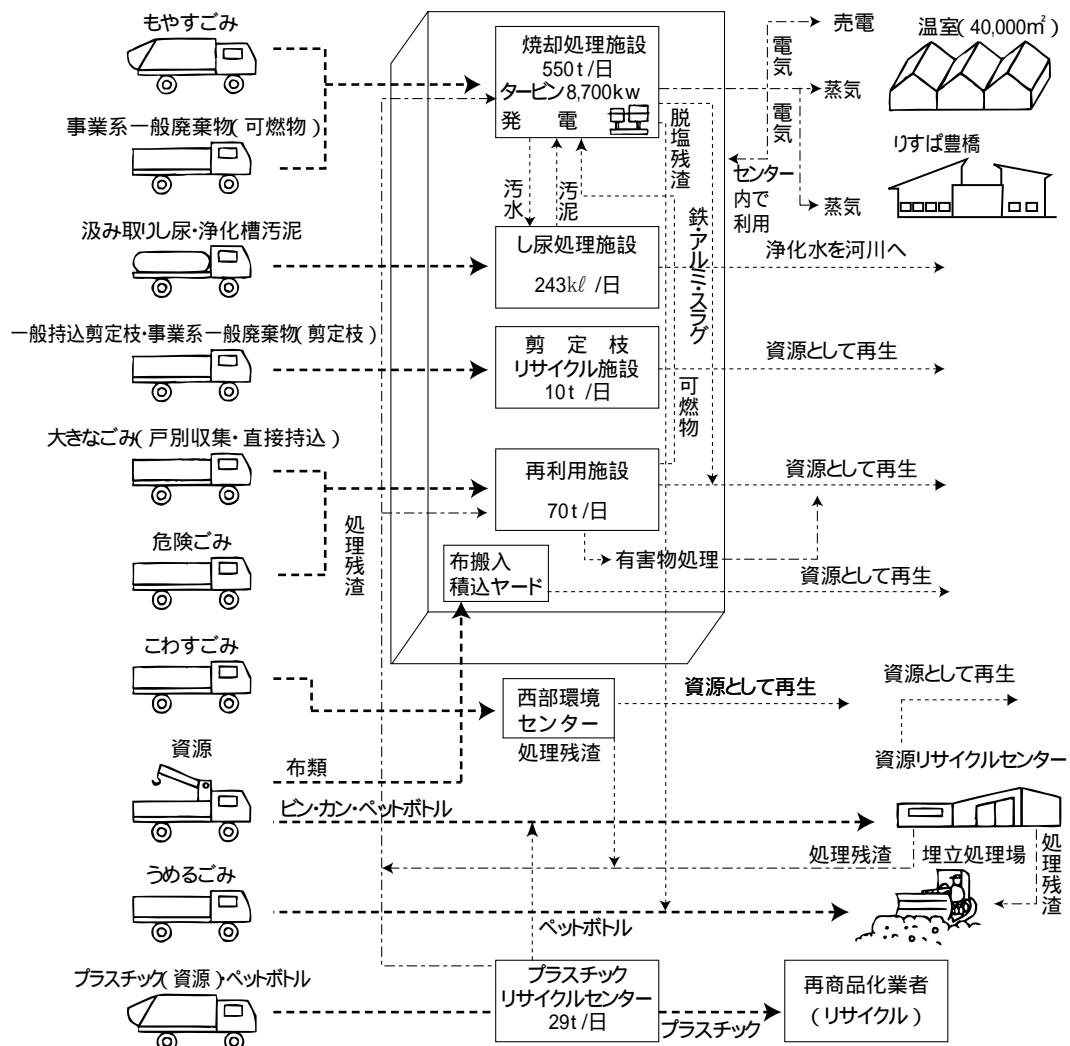 もやすごみ
事業系一般廃棄物(可燃物)
汲み取りし尿・浄化槽汚泥
一般持込剪定枝・事業系一般廃棄物(剪定枝)
大きなごみ(戸別収集・直接持込)
危険ごみ
こわすごみ
資源
うめるごみ
プラスチック(資源)・ペットボトル
処理残渣
布類
ビン・カン・ペットボトル
焼却処理施設
550t/日
タービン8,700kw
発 電
汚水
汚泥
脱塩残渣
鉄・アルミ・スラグ
し尿処理施設
243kℓ/日
剪 定 枝
リサイクル施設
10t/日
可燃物
再利用施設
70t/日
有害物処理
布搬入
積込ヤード
西部環境
センター
処理残渣
ペットボトル
プラスチック
リサイクルセンター
29t/日
プラスチック
再商品化業者
(リサイクル)
電気
売電
電気
蒸気
センター
内で
利用
蒸気
温室(40,000㎡)
りすぱ豊橋
浄化水を河川へ
資源として再生
資源として再生
資源として再生
資源として再生
資源として再生
資源リサイクルセンター
処理残渣
埋立処理場
処理残渣